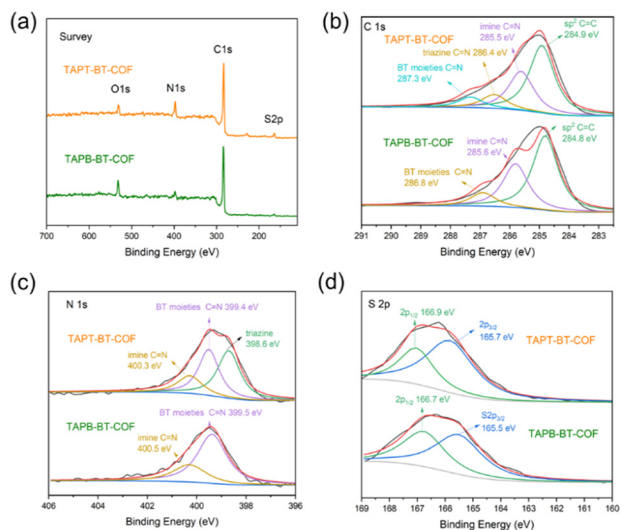 (a)
Survey
C1s
TAPT-BT-COF
O1s
N1s
S2p
TAPB-BT-COF
700 600 500 400 300 200
Binding Energy (eV)
(b)
C 1s
TAPT-BT-COF
imine C=N
285.5 eV
sp² C=C
284.9 eV
triazine C=N 286.4 eV
BT moieties C=N
287.3 eV
TAPB-BT-COF
imine C=N
285.6 eV
sp² C=C
284.8 eV
BT moieties C=N
286.8 eV
291 290 289 288 287 286 285 284 283
Binding Energy (eV)
(c)
N 1s
BT moieties C=N 399.4 eV
TAPT-BT-COF
triazine
398.6 eV
imine C=N
400.3 eV
BT moieties C=N 399.5 eV
TAPB-BT-COF
imine C=N
400.5 eV
406 404 402 400 398 396
Binding Energy (eV)
(d)
S 2p
2p1/2 166.9 eV
2p3/2
165.7 eV
TAPT-BT-COF
2p1/2 166.7 eV
S2p3/2
165.5 eV
TAPB-BT-COF
169 168 167 166 165 164 163 162 161 160
Binding Energy (eV)